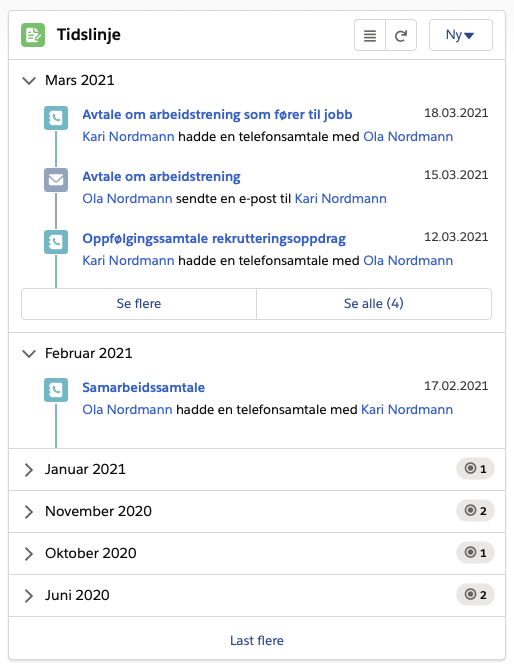 Tidslinje
Ny
Mars 2021
Avtale om arbeidstrening som fører til jobb 18.03.2021
Kari Nordmann hadde en telefonsamtale med Ola Nordmann
Avtale om arbeidstrening 15.03.2021
Ola Nordmann sendte en e-post til Kari Nordmann
Oppfølgingssamtale rekrutteringsoppdrag 12.03.2021
Kari Nordmann hadde en telefonsamtale med Ola Nordmann
Se flere Se alle (4)
Februar 2021
Samarbeidssamtale 17.02.2021
Ola Nordmann hadde en telefonsamtale med Kari Nordmann
Januar 2021 1
November 2020 2
Oktober 2020 1
Juni 2020 2
Last flere